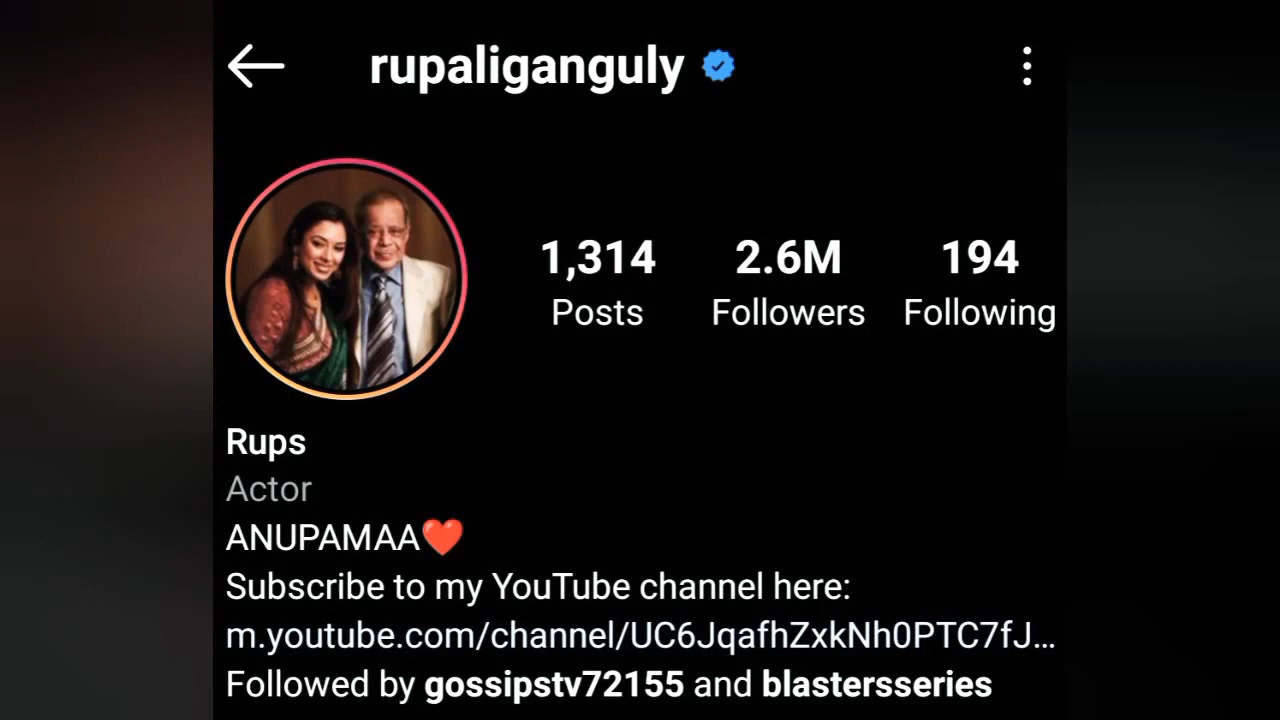 rupaliganguly
1,314 2.6M 194
Posts Followers Following
Rups
Actor
ANUPAMAA❤️
Subscribe to my YouTube channel here:
m.youtube.com/channel/UC6JqafhZxkNh0PTC7fJ...
Followed by gossipstv72155 and blastersseries